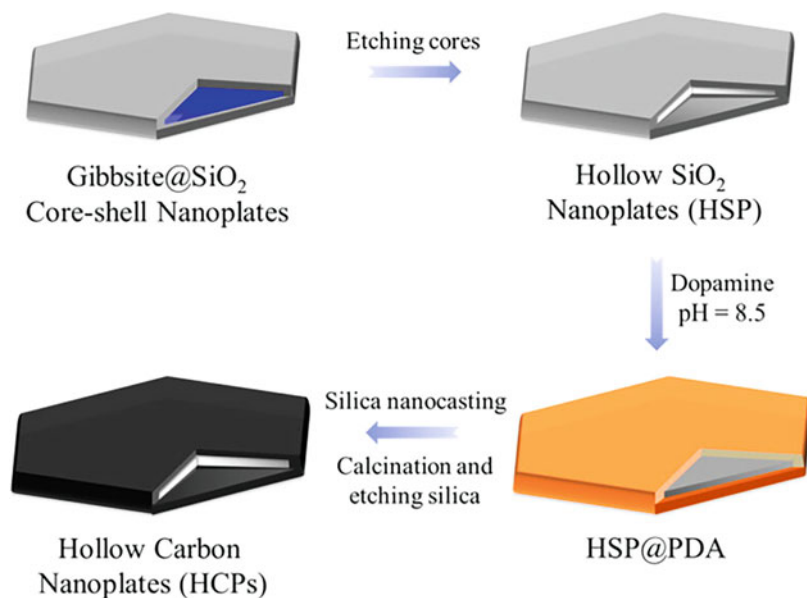 Etching cores
Gibbsite@SiO₂
Core-shell Nanoplates
Hollow SiO₂
Nanoplates (HSP)
Dopamine
pH = 8.5
Silica nanocasting
Calcination and
etching silica
HSP@PDA
Hollow Carbon
Nanoplates (HCPs)